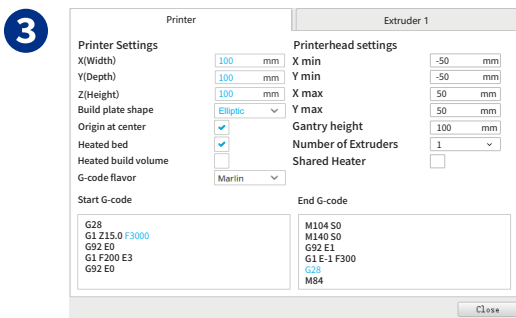 3
Printer
Extruder 1
Printer Settings
X(Width) 100 mm
Y(Depth) 100 mm
Z(Height) 100 mm
Build plate shape Elliptic
Origin at center
Heated bed
Heated build volume
G-code flavor Marlin
Printerhead settings
X min -50 mm
Y min -50 mm
X max 50 mm
Y max 50 mm
Gantry height 100 mm
Number of Extruders 1
Shared Heater
Start G-code
G28
G1 Z15.0 F3000
G92 E0
G1 F200 E3
G92 E0
End G-code
M104 S0
M140 S0
G92 E1
G1 E-1 F300
G28
M84
Close